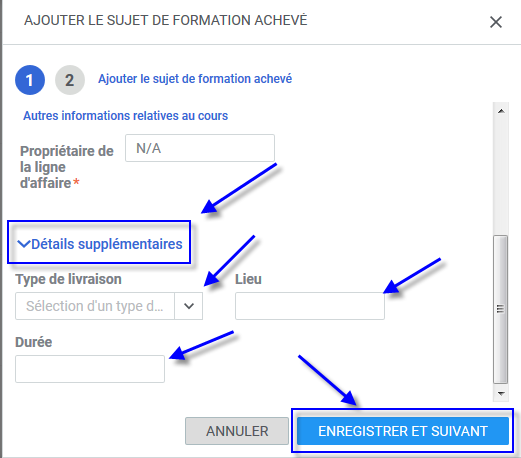 AJOUTER LE SUJET DE FORMATION ACHEVÉ
1 2 Ajouter le sujet de formation achevé
Autres informations relatives au cours
Propriétaire de
la ligne
d'affaire*
N/A
Détails supplémentaires
Type de livraison
Lieu
Sélection d'un type d...
Durée
ANNULER
ENREGISTRER ET SUIVANT